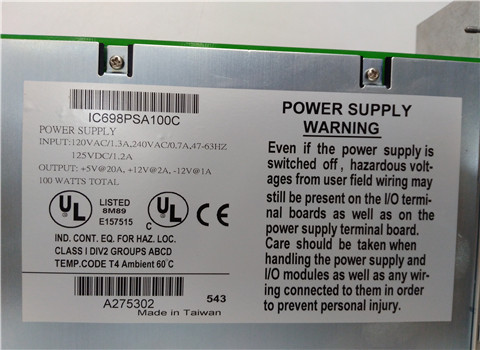 IC698PSA100C
POWER SUPPLY
INPUT:120VAC/1.3A,240VAC/0.7A,47-63HZ
125VDC/1.2A
OUTPUT: +5V@20A, +12V@2A, -12V@1A
100 WATTS TOTAL
UL LISTED
8M89
E157515
C UL CE
IND. CONT. EQ. FOR HAZ. LOC.
CLASS I DIV2 GROUPS ABCD
TEMP.CODE T4 Ambient 60°C
A275302
543
Made in Taiwan
POWER SUPPLY
WARNING
Even if the power supply is
switched off , hazardous volt-
ages from user field wiring may
still be present on the I/O termi-
nal boards as well as on the
power supply terminal board.
Care should be taken when
handling the power supply and
I/O modules as well as any wir-
ing connected to them in order
to prevent personal injury.